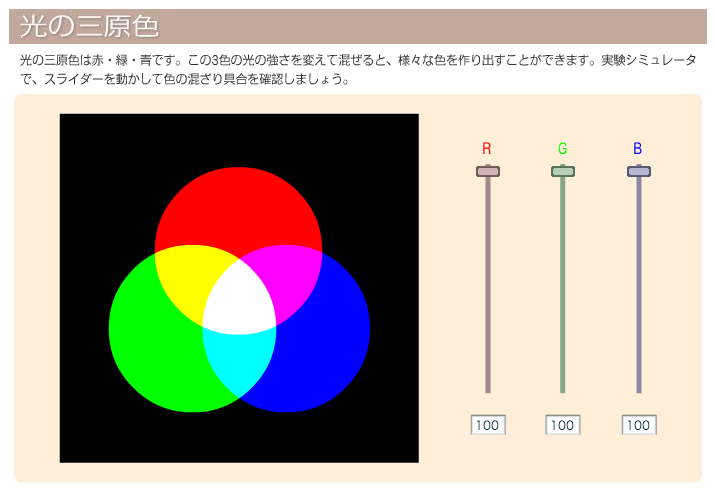 光の三原色
光の三原色は赤・緑・青です。この3色の光の強さを変えて混ぜると、様々な色を作り出すことができます。実験シミュレータ
で、スライダーを動かして色の混ざり具合を確認しましょう。
R G B
100 100 100